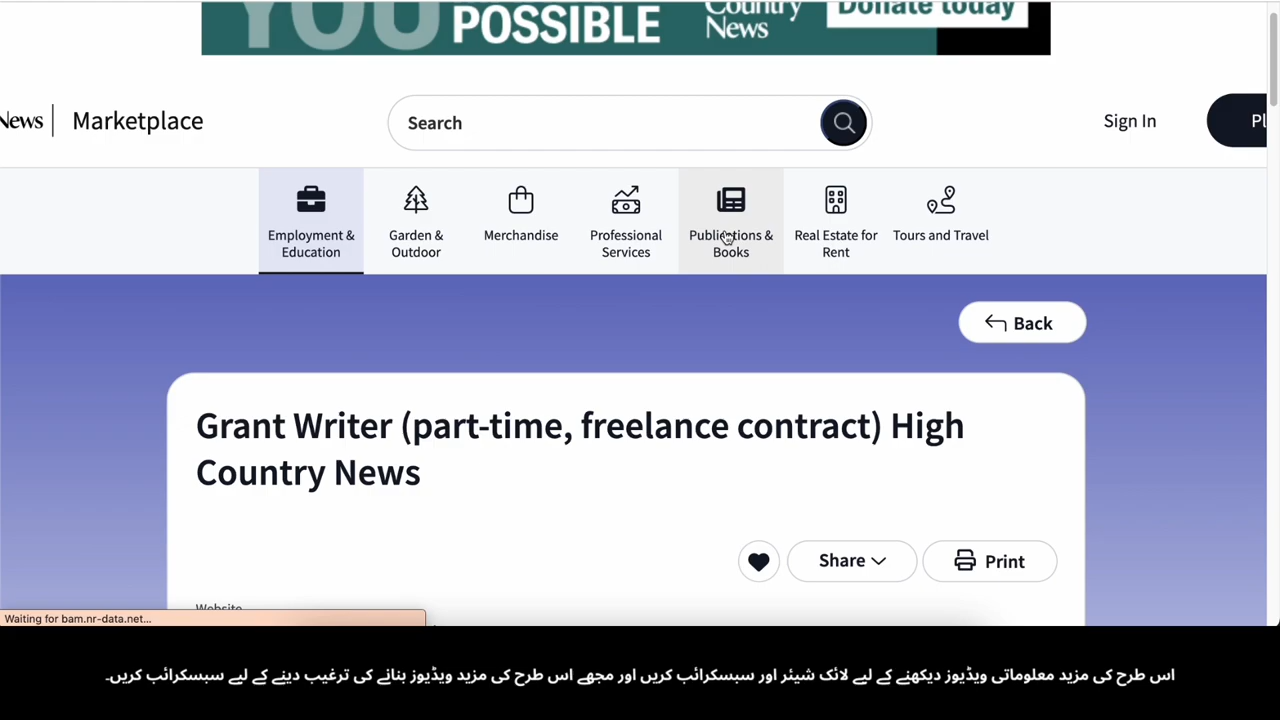 YOU POSSIBLE Country News Donate today
News Marketplace Search Sign In Pl
Employment & Education
Garden & Outdoor
Merchandise
Professional Services
Publications & Books
Real Estate for Rent
Tours and Travel
Back
Grant Writer (part-time, freelance contract) High
Country News
Share Print
Website
Waiting for bam.nr-data.net...
اس طرح کی مزید معلوماتی ویڈیوز دیکھنے کے لیے لائک شیئر اور سبسکرائب کریں اور مجھے اس طرح کی مزید ویڈیوز بنانے کی ترغیب دینے کے لیے سبسکرائب کریں۔